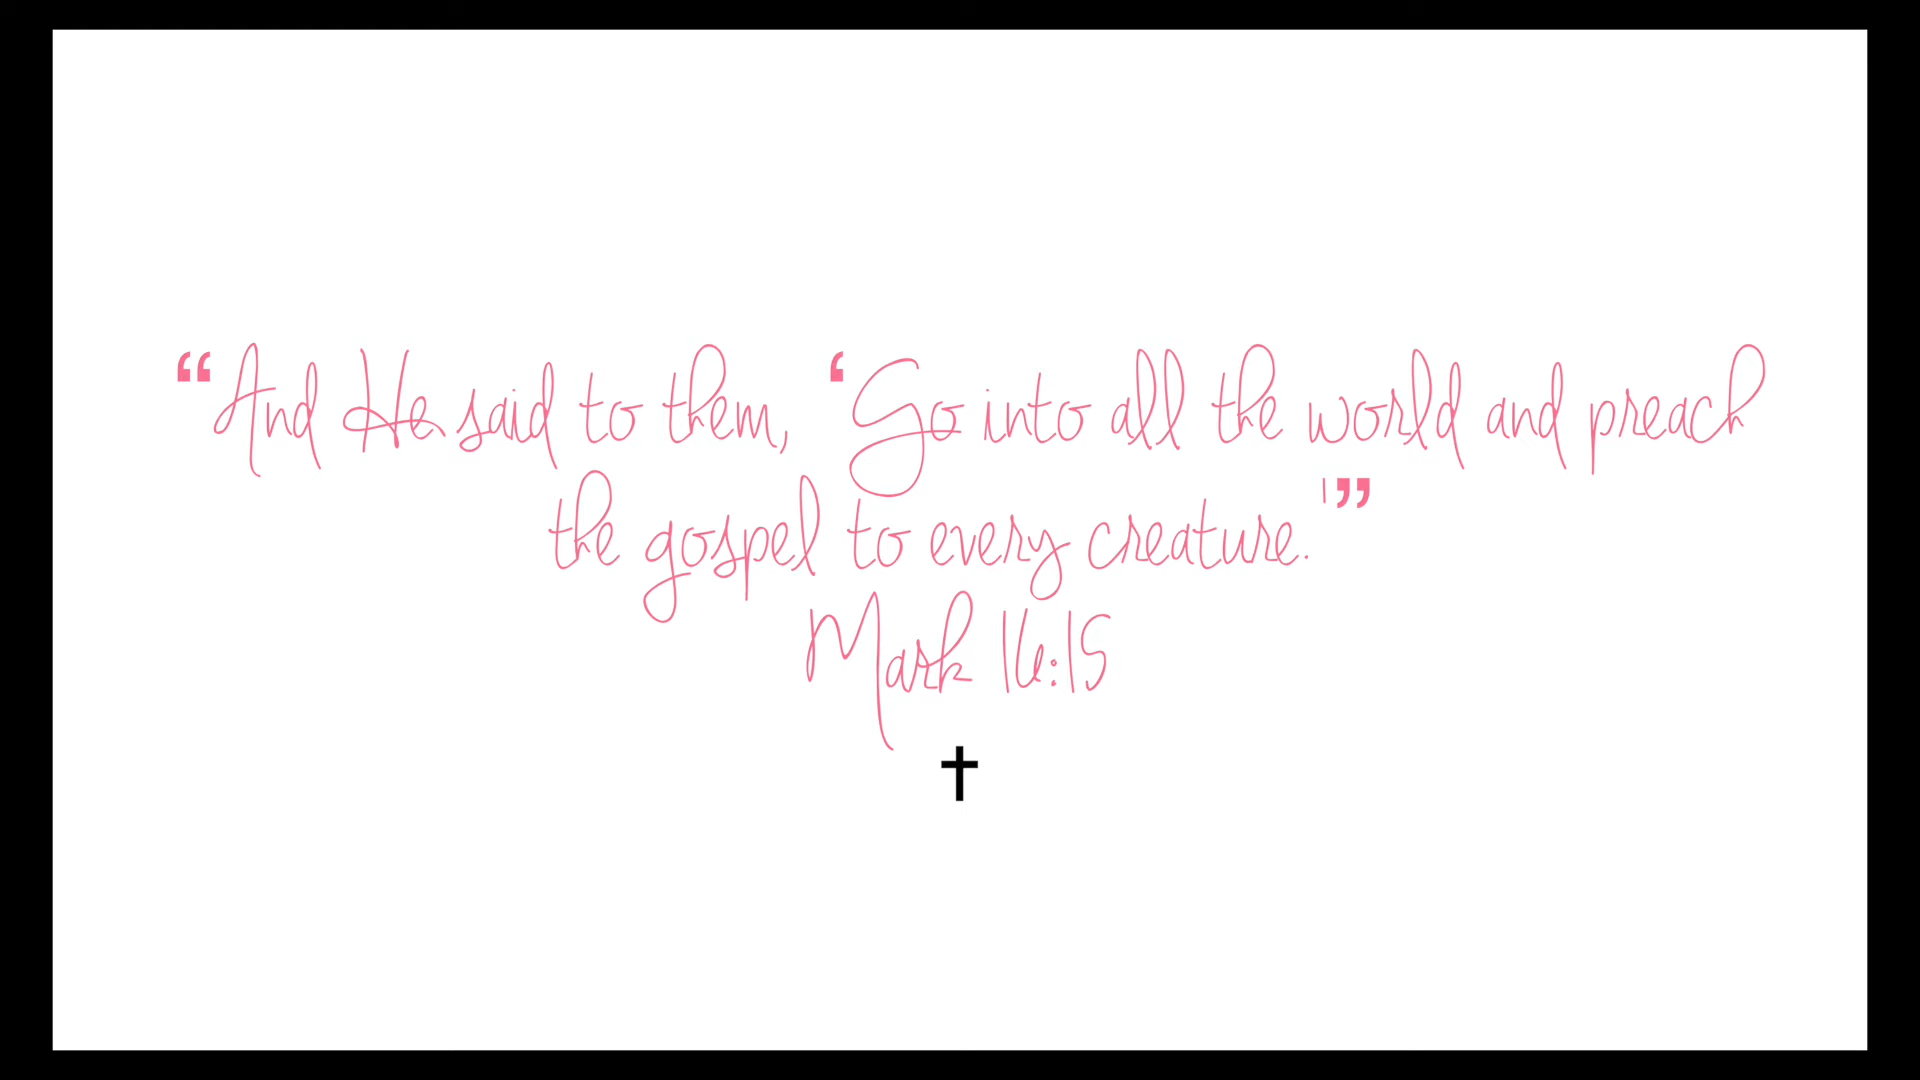 “And He said to them, ‘Go into all the world and preach
the gospel to every creature.'”
Mark 16:15